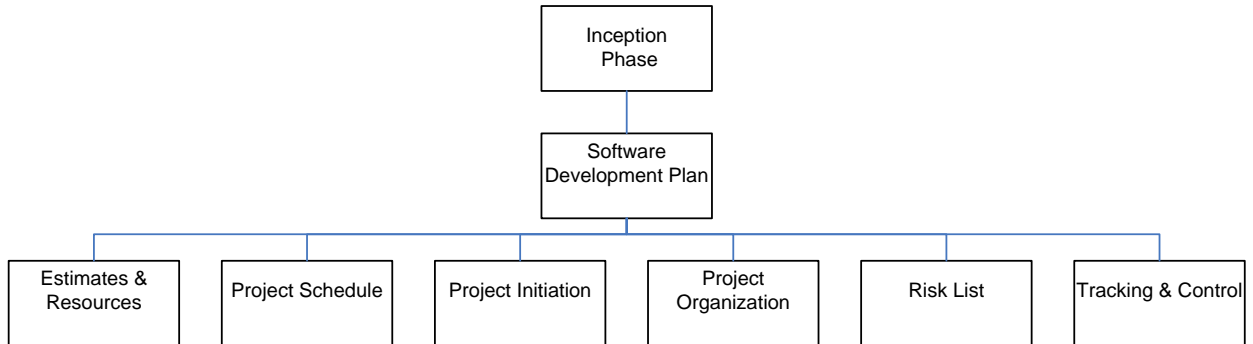 Inception
Phase
Software
Development Plan
Estimates &
Resources
Project Schedule
Project Initiation
Project
Organization
Risk List
Tracking & Control